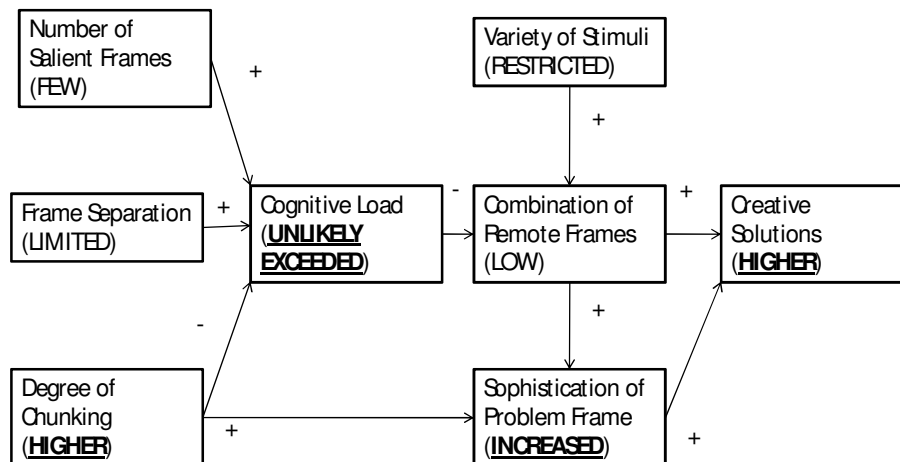 Number of
Salient Frames
(FEW)
+
Variety of Stimuli
(RESTRICTED)
+
Frame Separation
(LIMITED)
+
Cognitive Load
(UNLIKELY
EXCEEDED)
-
Combination of
Remote Frames
(LOW)
+
Creative
Solutions
(HIGHER)
-
+
Degree of
Chunking
(HIGHER)
+
Sophistication of
Problem Frame
(INCREASED)
+